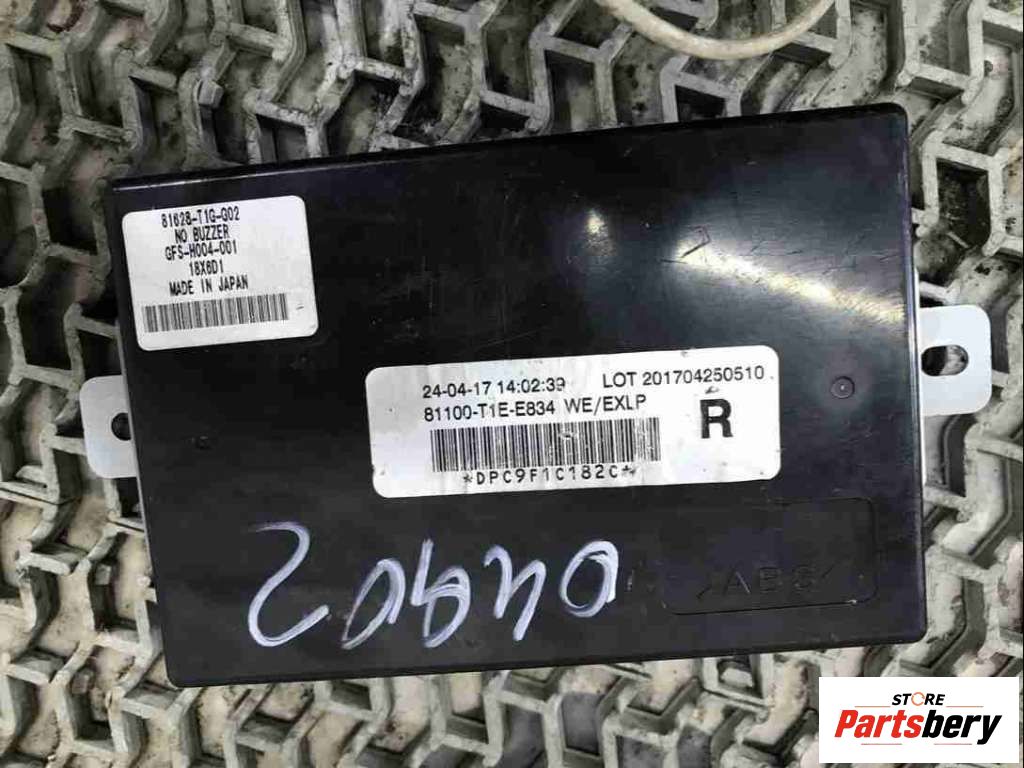 81628-T1G-G02
NO BUZZER
GFS-H004-001
18X6D1
MADE IN JAPAN
24-04-17 14:02:39 LOT 201704250510
81100-T1E-E834 WE/EXLP
R
*DPC9F1C182C*
>ABS<
STORE
Partsbery